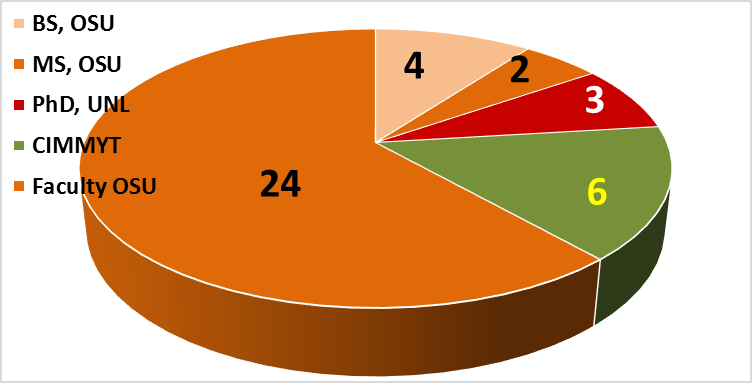 BS, OSU
MS, OSU
PhD, UNL
CIMMYT
Faculty OSU
4
2
3
6
24